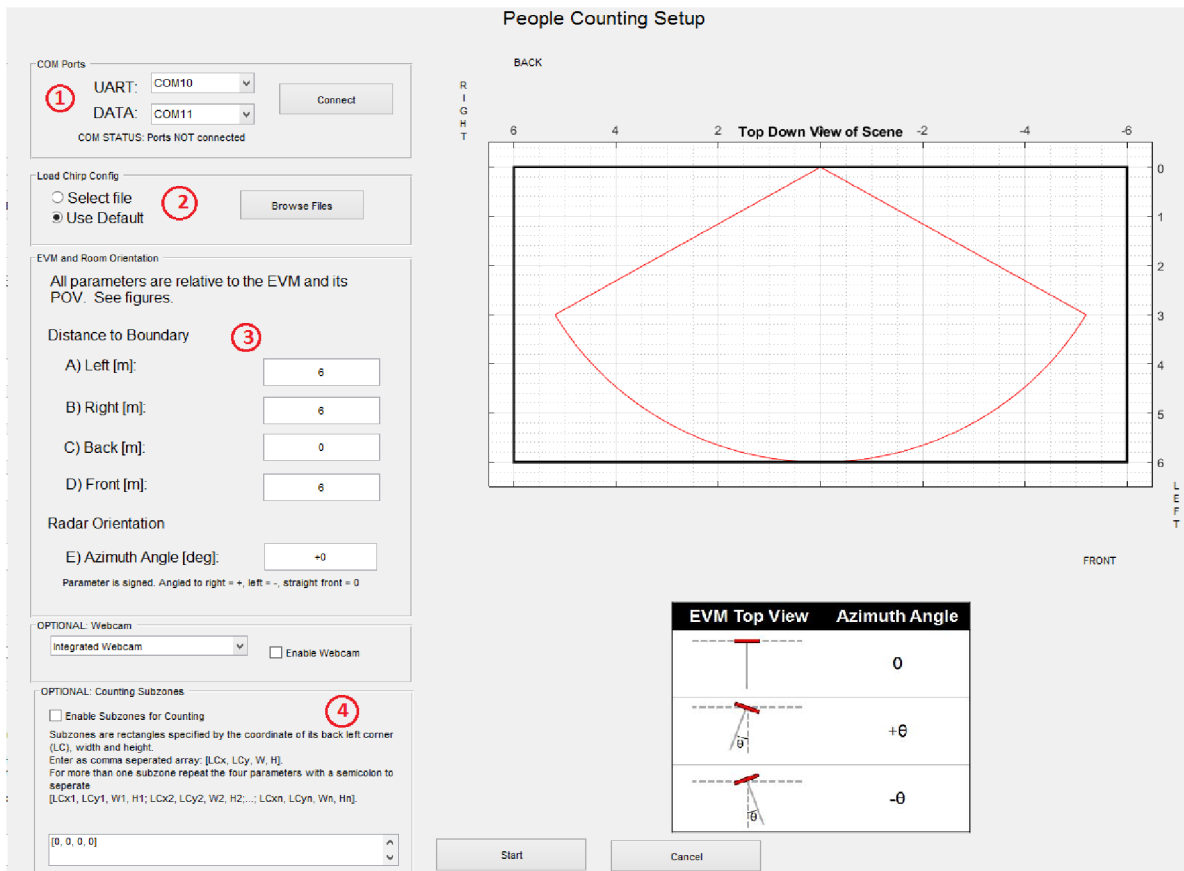 People Counting Setup
COM Ports
1
UART:
COM10
DATA:
COM11
Connect
COM STATUS: Ports NOT connected
Load Chirp Config
Select file
Use Default
2
Browse Files
EVM and Room Orientation
All parameters are relative to the EVM and its
POV. See figures.
Distance to Boundary
3
A) Left [m]:
6
B) Right [m]:
6
C) Back [m]:
0
D) Front [m]:
6
Radar Orientation
E) Azimuth Angle [deg]:
+0
Parameter is signed. Angled to right = +, left = -, straight front = 0
OPTIONAL: Webcam
Integrated Webcam
Enable Webcam
OPTIONAL: Counting Subzones
4
Enable Subzones for Counting
Subzones are rectangles specified by the coordinate of its back left corner
(LC), width and height.
Enter as comma seperated array: [LCx, LCy, W, H].
For more than one subzone repeat the four parameters with a semicolon to
seperate
[LCx1, LCy1, W1, H1; LCx2, LCy2, W2, H2;...; LCxn, LCyn, Wn, Hn].
[0, 0, 0, 0]
BACK
RIGHT
Top Down View of Scene
6 4 2 0 -2 -4 -6
0
1
2
3
4
5
6
LEFT
FRONT
EVM Top View Azimuth Angle
0
θ +θ
θ -θ
Start
Cancel